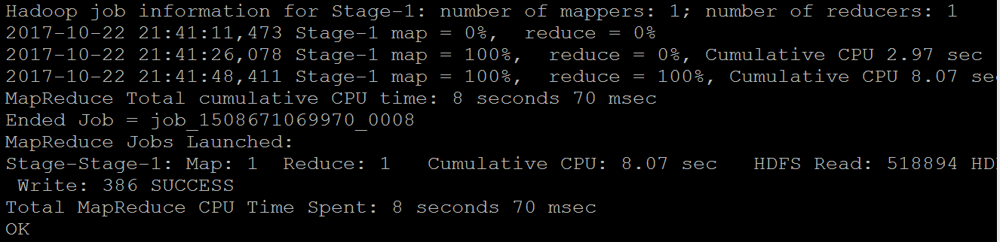 Hadoop job information for Stage-1: number of mappers: 1; number of reducers: 1
2017-10-22 21:41:11,473 Stage-1 map = 0%,  reduce = 0%
2017-10-22 21:41:26,078 Stage-1 map = 100%,  reduce = 0%, Cumulative CPU 2.97 sec
2017-10-22 21:41:48,411 Stage-1 map = 100%,  reduce = 100%, Cumulative CPU 8.07 se
MapReduce Total cumulative CPU time: 8 seconds 70 msec
Ended Job = job_1508671069970_0008
MapReduce Jobs Launched:
Stage-Stage-1: Map: 1  Reduce: 1   Cumulative CPU: 8.07 sec   HDFS Read: 518894 HD
 Write: 386 SUCCESS
Total MapReduce CPU Time Spent: 8 seconds 70 msec
OK